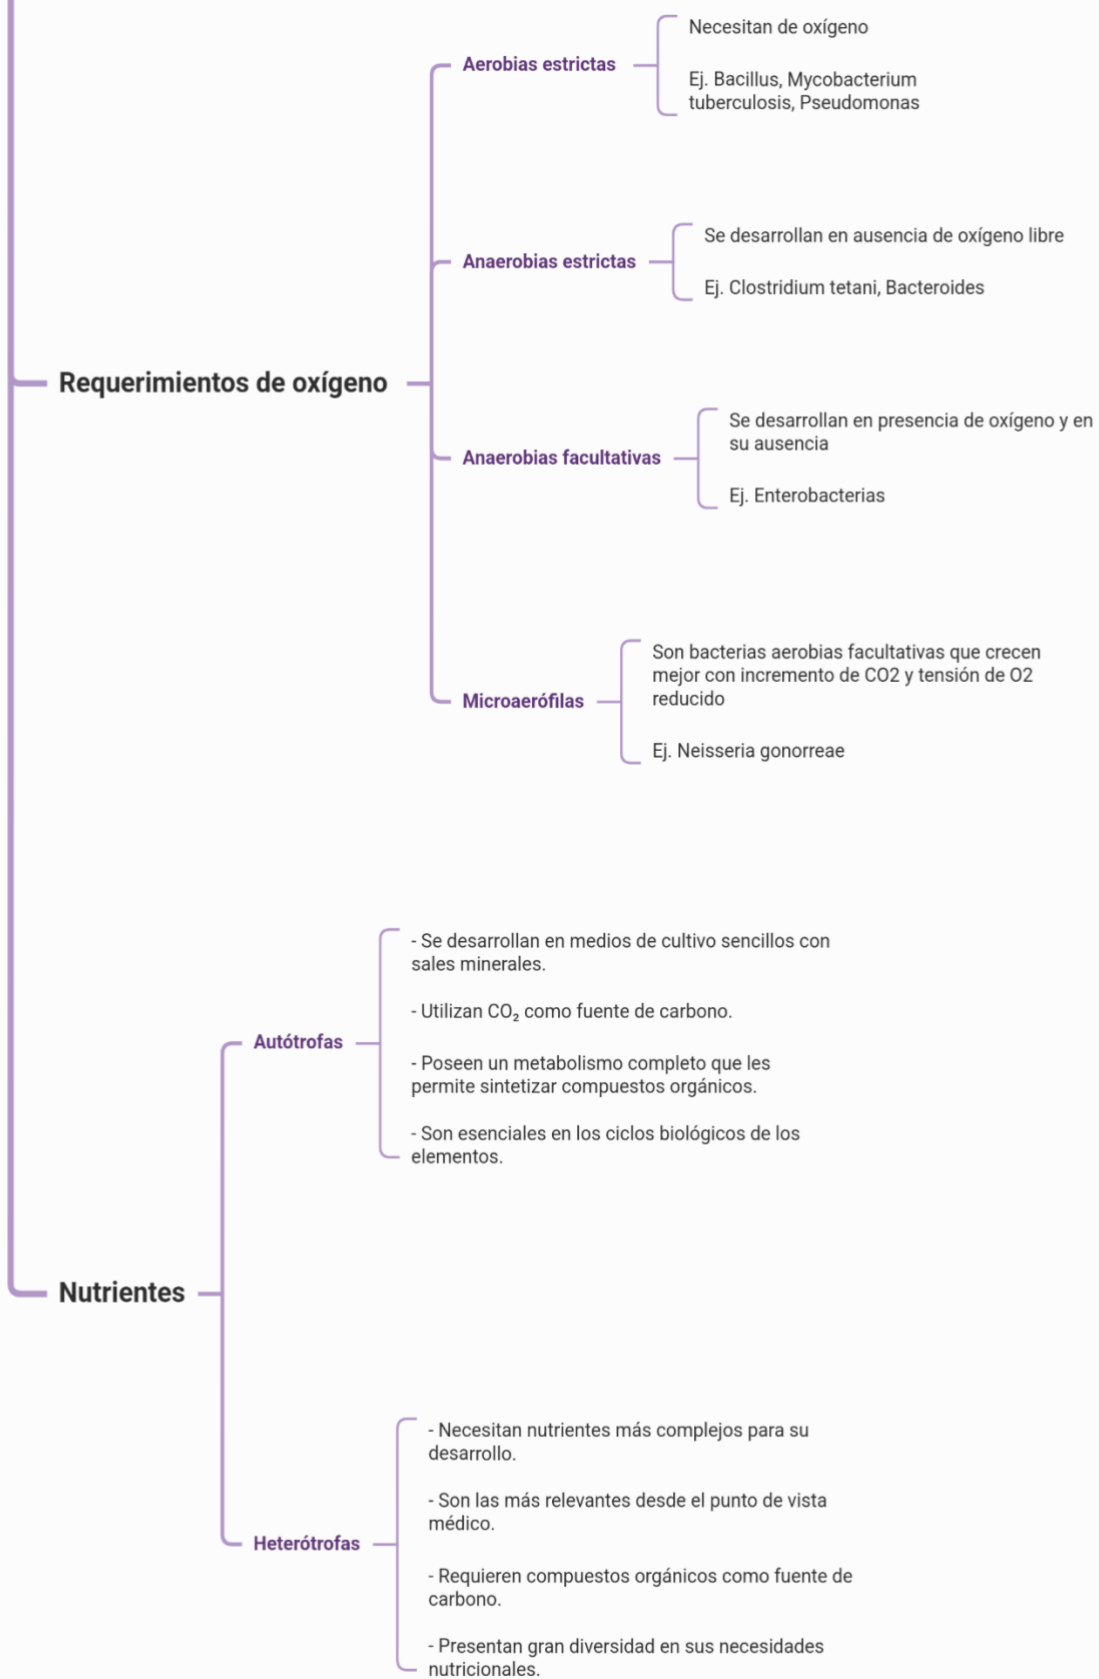 Requerimientos de oxígeno
Aerobias estrictas
Necesitan de oxígeno
Ej. Bacillus, Mycobacterium
tuberculosis, Pseudomonas
Anaerobias estrictas
Se desarrollan en ausencia de oxígeno libre
Ej. Clostridium tetani, Bacteroides
Anaerobias facultativas
Se desarrollan en presencia de oxígeno y en
su ausencia
Ej. Enterobacterias
Microaerófilas
Son bacterias aerobias facultativas que crecen
mejor con incremento de CO2 y tensión de O2
reducido
Ej. Neisseria gonorreae
Nutrientes
Autótrofas
- Se desarrollan en medios de cultivo sencillos con
sales minerales.
- Utilizan CO₂ como fuente de carbono.
- Poseen un metabolismo completo que les
permite sintetizar compuestos orgánicos.
- Son esenciales en los ciclos biológicos de los
elementos.
Heterótrofas
- Necesitan nutrientes más complejos para su
desarrollo.
- Son las más relevantes desde el punto de vista
médico.
- Requieren compuestos orgánicos como fuente de
carbono.
- Presentan gran diversidad en sus necesidades
nutricionales.